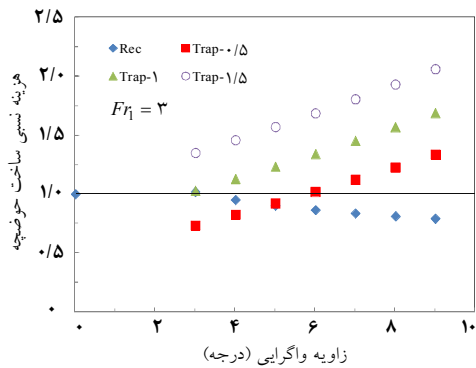 ۲/۵
۲/۰
۱/۵
۱/۰
۰/۵
۰
Rec
Trap-۰/۵
Trap-۱
Trap-۱/۵
Fr₁ = ۳
هزینه نسبی ساخت حوضچه
۰ ۲ ۴ ۶ ۸ ۱۰
زاویه واگرایی (درجه)